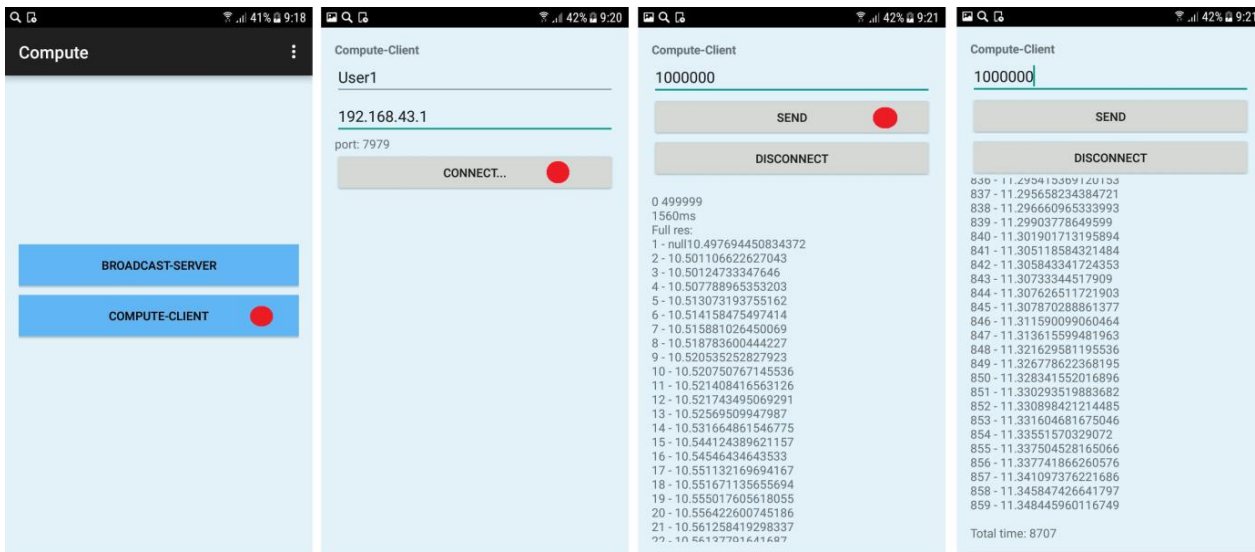 41% 9:18
Compute
BROADCAST-SERVER
COMPUTE-CLIENT
42% 9:20
Compute-Client
User1
192.168.43.1
port: 7979
CONNECT...
42% 9:21
Compute-Client
1000000
SEND
DISCONNECT
0 499999
1560ms
Full res:
1 - null10.497694450834372
2 - 10.501106622627043
3 - 10.50124733347646
4 - 10.507788965353203
5 - 10.513073193755162
6 - 10.514158475497414
7 - 10.515881026450069
8 - 10.518783600444227
9 - 10.520535252827923
10 - 10.520750767145536
11 - 10.521408416563126
12 - 10.521743495069291
13 - 10.52569509947987
14 - 10.531664861546775
15 - 10.544124389621157
16 - 10.54546434643533
17 - 10.551132169694167
18 - 10.551671135655694
19 - 10.555017605618055
20 - 10.556422600745186
21 - 10.561258419298337
22 - 10.56137791641687
42% 9:21
Compute-Client
1000000
SEND
DISCONNECT
836 - 11.295415369120153
837 - 11.295658234384721
838 - 11.296660965333993
839 - 11.29903778649599
840 - 11.301901713195894
841 - 11.305118584321484
842 - 11.305843341724353
843 - 11.30733344517909
844 - 11.307626511721903
845 - 11.307870288861377
846 - 11.311590099060464
847 - 11.313615599481963
848 - 11.321629581195536
849 - 11.326778622368195
850 - 11.328341552016896
851 - 11.330293519883682
852 - 11.330898421214485
853 - 11.331604681675046
854 - 11.33551570329072
855 - 11.337504528165066
856 - 11.337741866260576
857 - 11.341097376221686
858 - 11.345847426641797
859 - 11.348445960116749
Total time: 8707